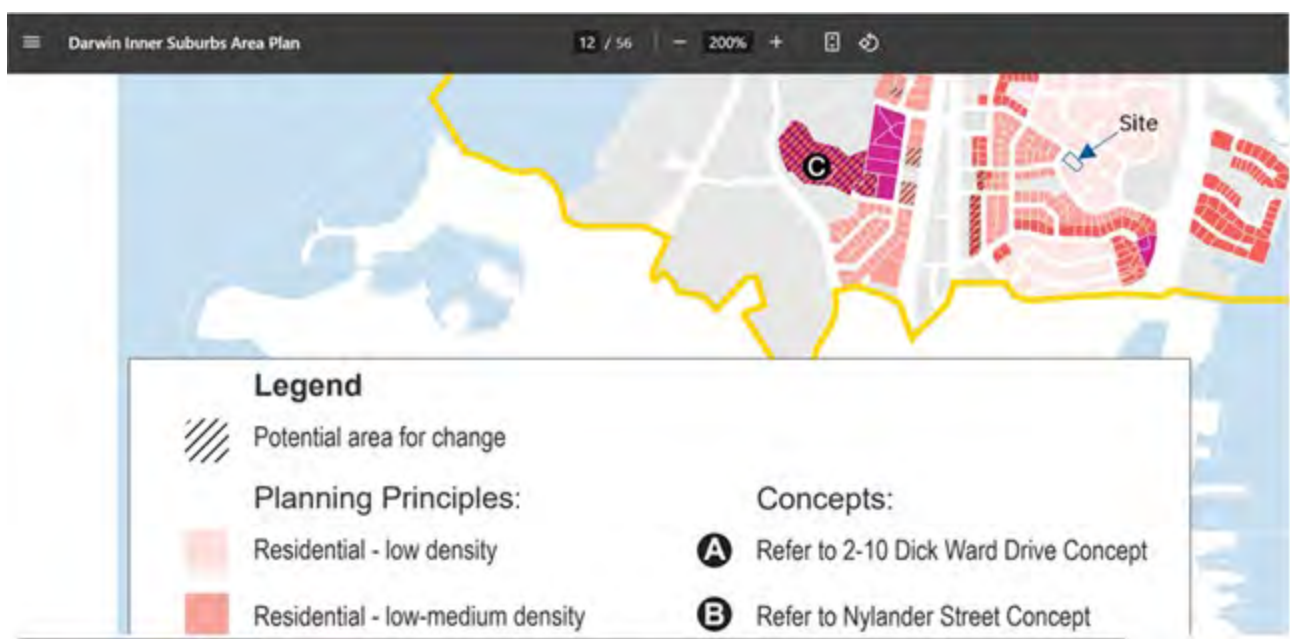 Darwin Inner Suburbs Area Plan 12 / 56 − 200% +
Site
C
Legend
Potential area for change
Planning Principles: Concepts:
Residential - low density A Refer to 2-10 Dick Ward Drive Concept
Residential - low-medium density B Refer to Nylander Street Concept